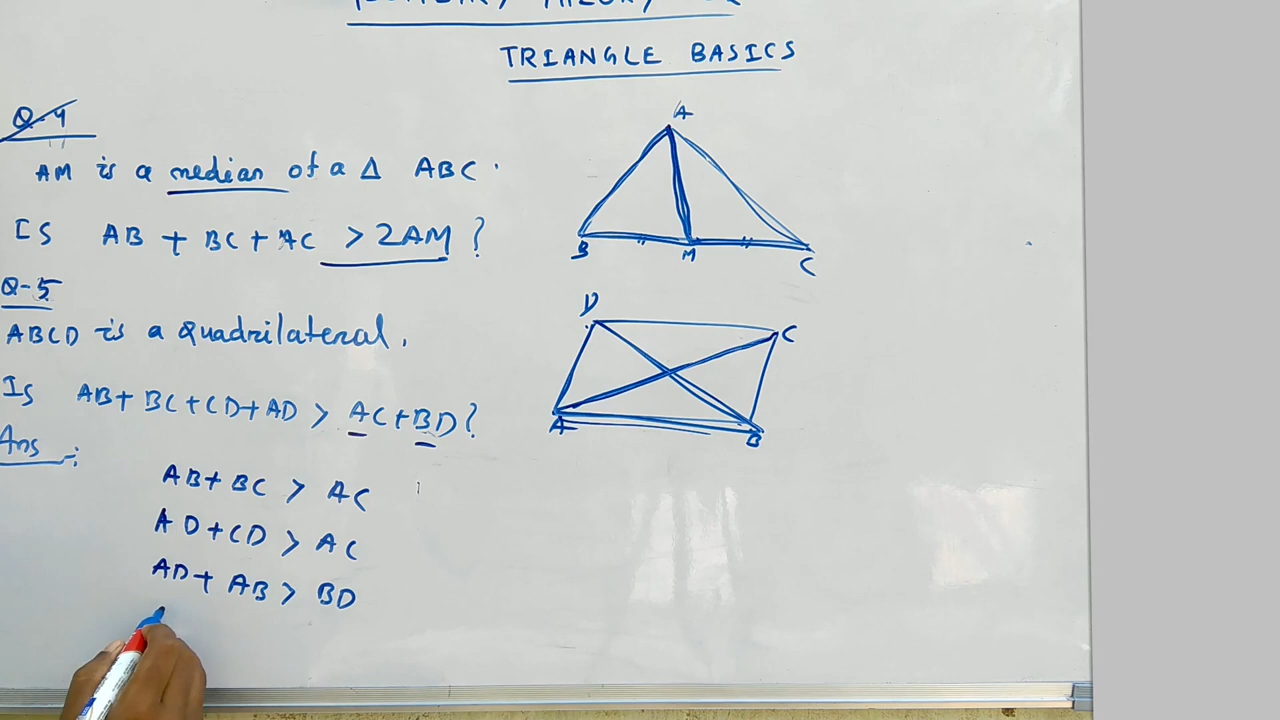 TRIANGLE BASICS
Q-4
AM is a median of a Δ ABC.
Is AB + BC + AC > 2AM ?
Q-5
ABCD is a Quadrilateral.
Is AB + BC + CD + AD > AC + BD ?
Ans :
AB + BC > AC
AD + CD > AC
AD + AB > BD
A
B
M
C
D
C
A
B